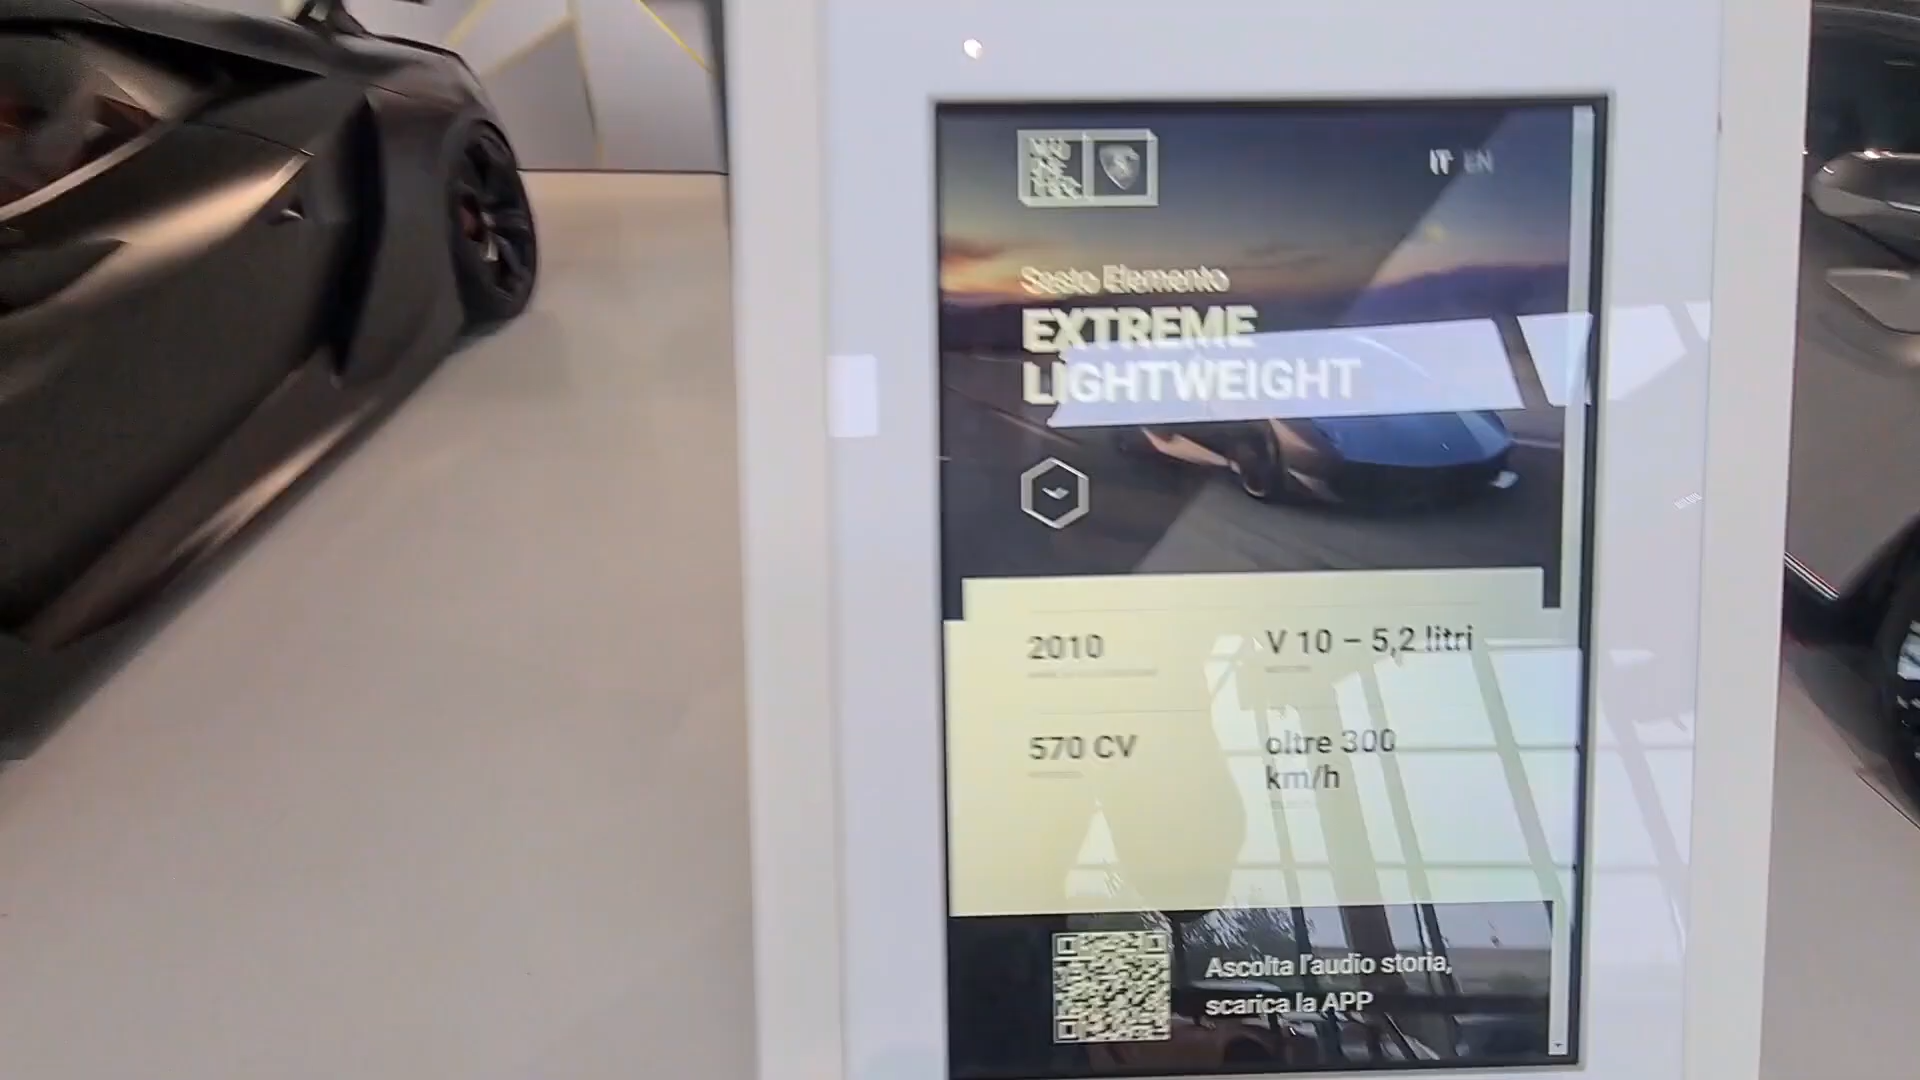 IT EN
Sesto Elemento
EXTREME
LIGHTWEIGHT
2010
V 10 – 5,2 litri
570 CV
oltre 300
km/h
Ascolta l'audio storia,
scarica la APP